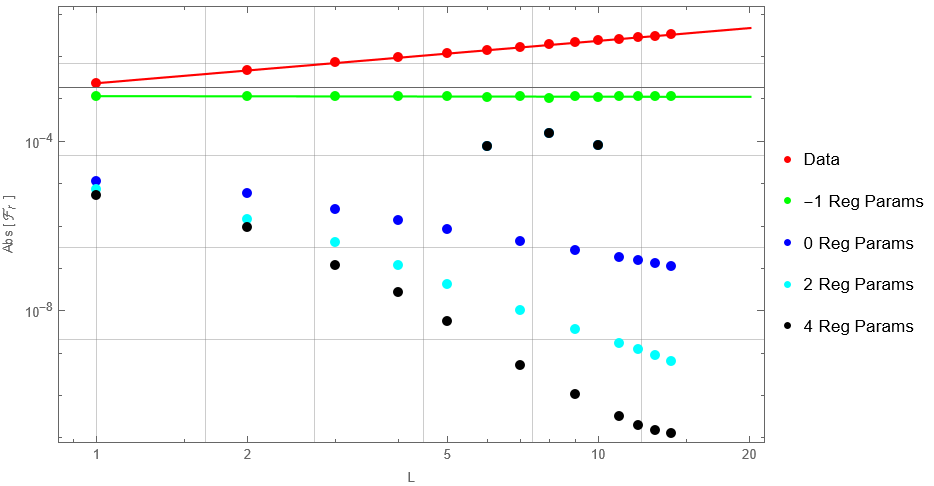 10⁻⁴
10⁻⁸
Abs[ℱr]
1
2
5
10
20
L
Data
−1 Reg Params
0 Reg Params
2 Reg Params
4 Reg Params